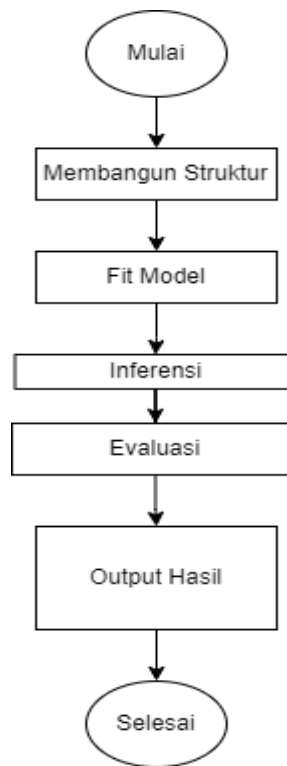 Mulai
Membangun Struktur
Fit Model
Inferensi
Evaluasi
Output Hasil
Selesai